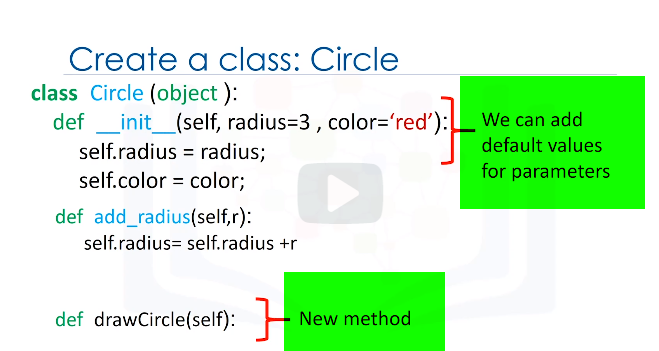 Create a class: Circle
class Circle (object ):
def __init__(self, radius=3 , color=‘red’):
self.radius = radius;
self.color = color;
We can add
default values
for parameters
def add_radius(self,r):
self.radius= self.radius +r
def drawCircle(self):
New method